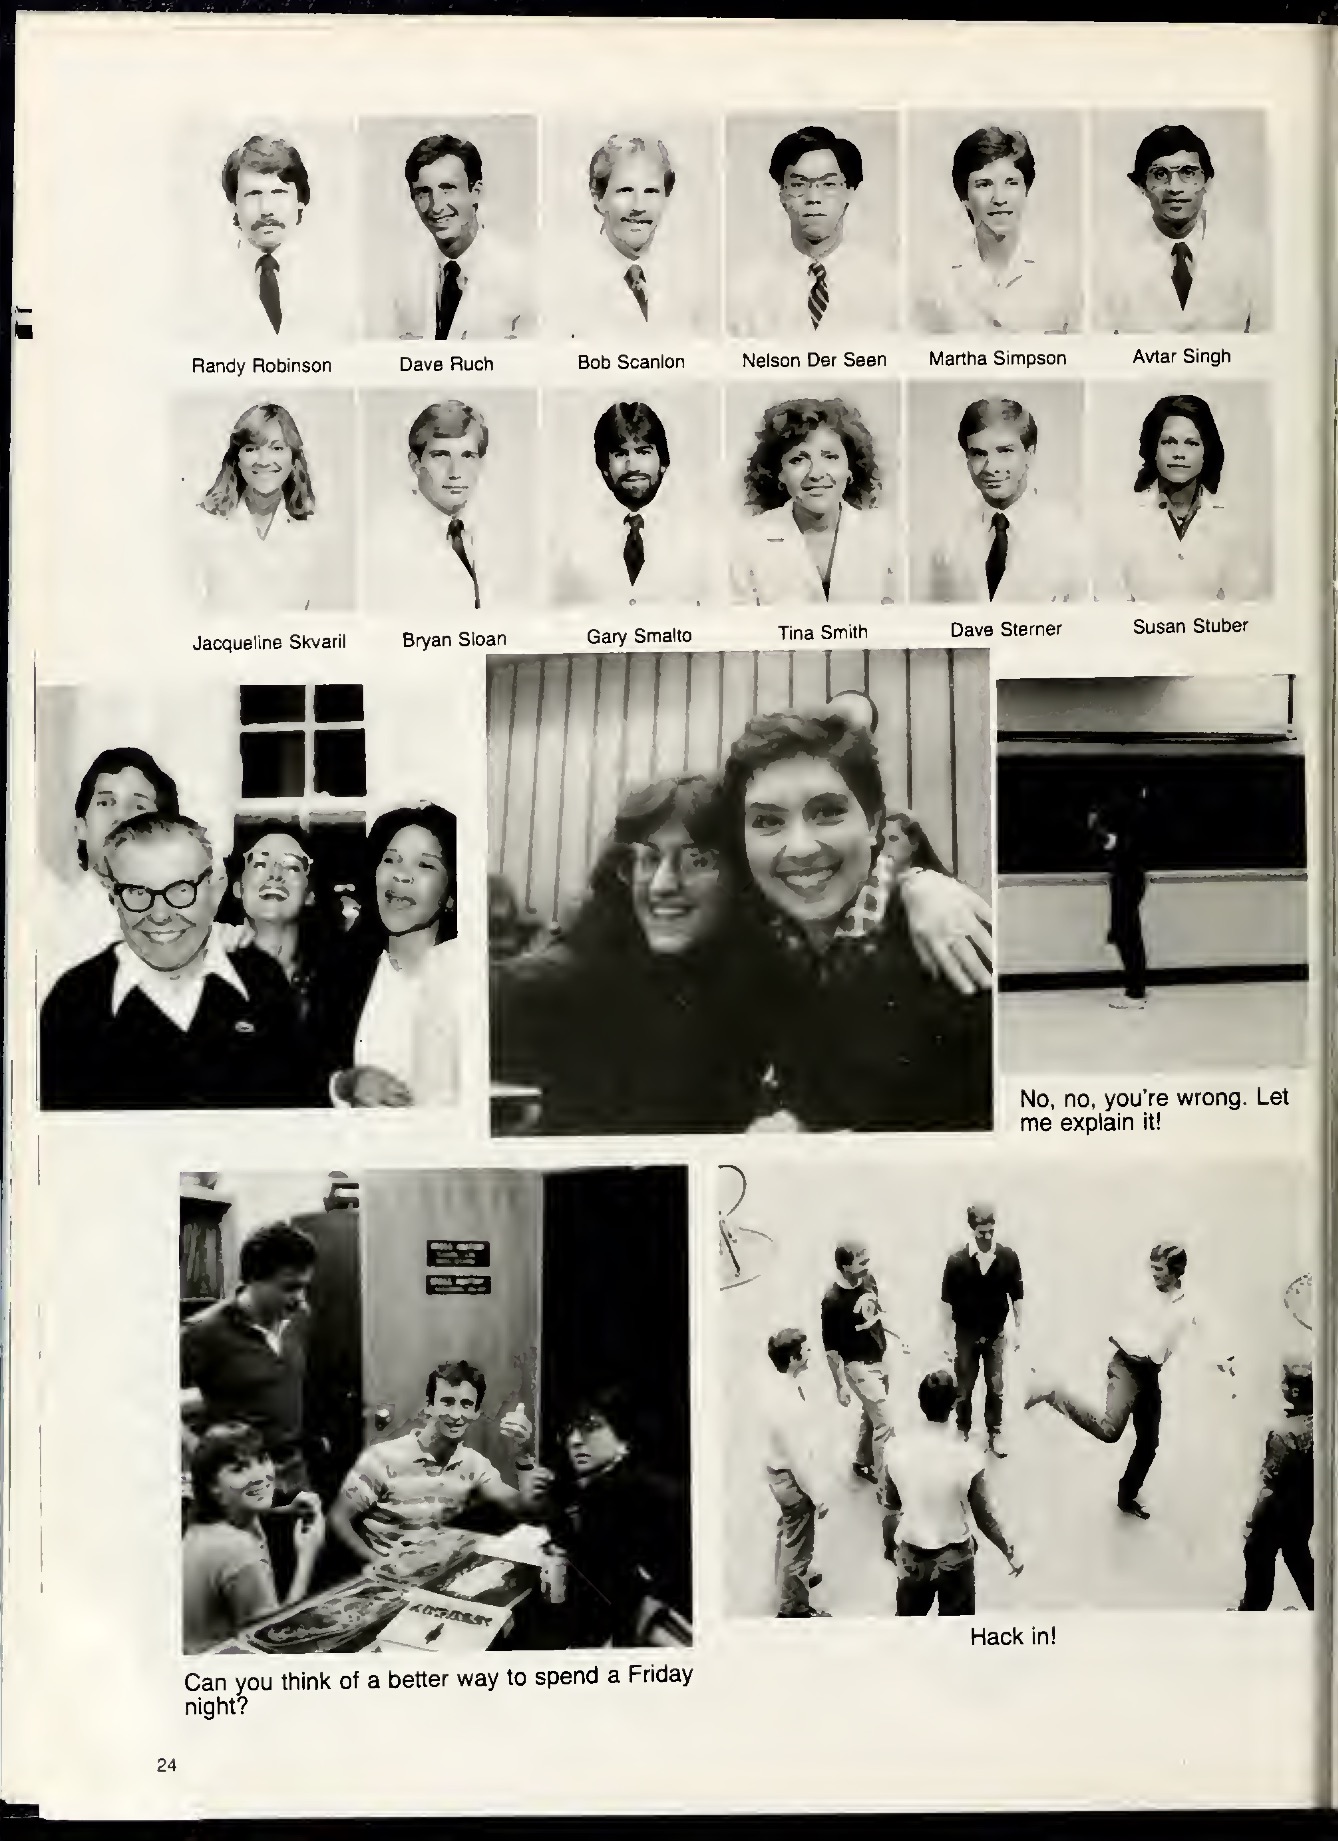 Randy Robinson Dave Ruch Bob Scanlon Nelson Der Seen Martha Simpson Avtar Singh
Jacqueline Skvaril Bryan Sloan Gary Smalto Tina Smith Dave Sterner Susan Stuber
No, no, you're wrong. Let
me explain it!
Can you think of a better way to spend a Friday
night?
Hack in!
24